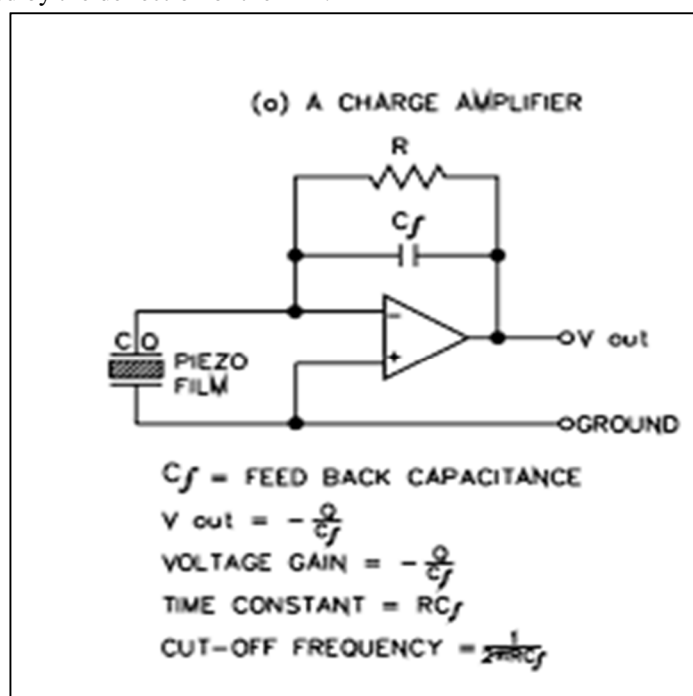 (a) A CHARGE AMPLIFIER
R
Cf
−
+
V out
C Q
PIEZO
FILM
GROUND
Cf = FEED BACK CAPACITANCE
V out = - Q/Cf
VOLTAGE GAIN = - Q/Cf
TIME CONSTANT = RCf
CUT-OFF FREQUENCY = 1/2πRCf